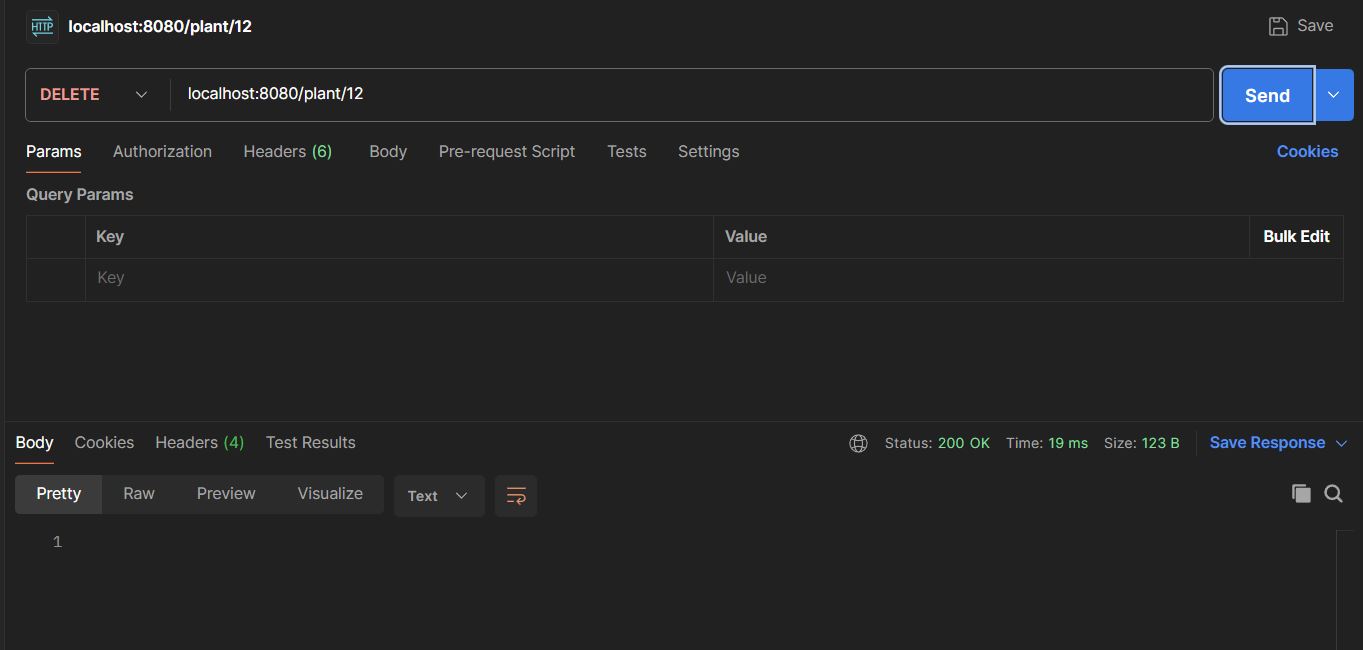 HTTP localhost:8080/plant/12 Save
DELETE localhost:8080/plant/12 Send
Params Authorization Headers (6) Body Pre-request Script Tests Settings Cookies
Query Params
Key Value Bulk Edit
Key Value
Body Cookies Headers (4) Test Results Status: 200 OK Time: 19 ms Size: 123 B Save Response
Pretty Raw Preview Visualize Text
1